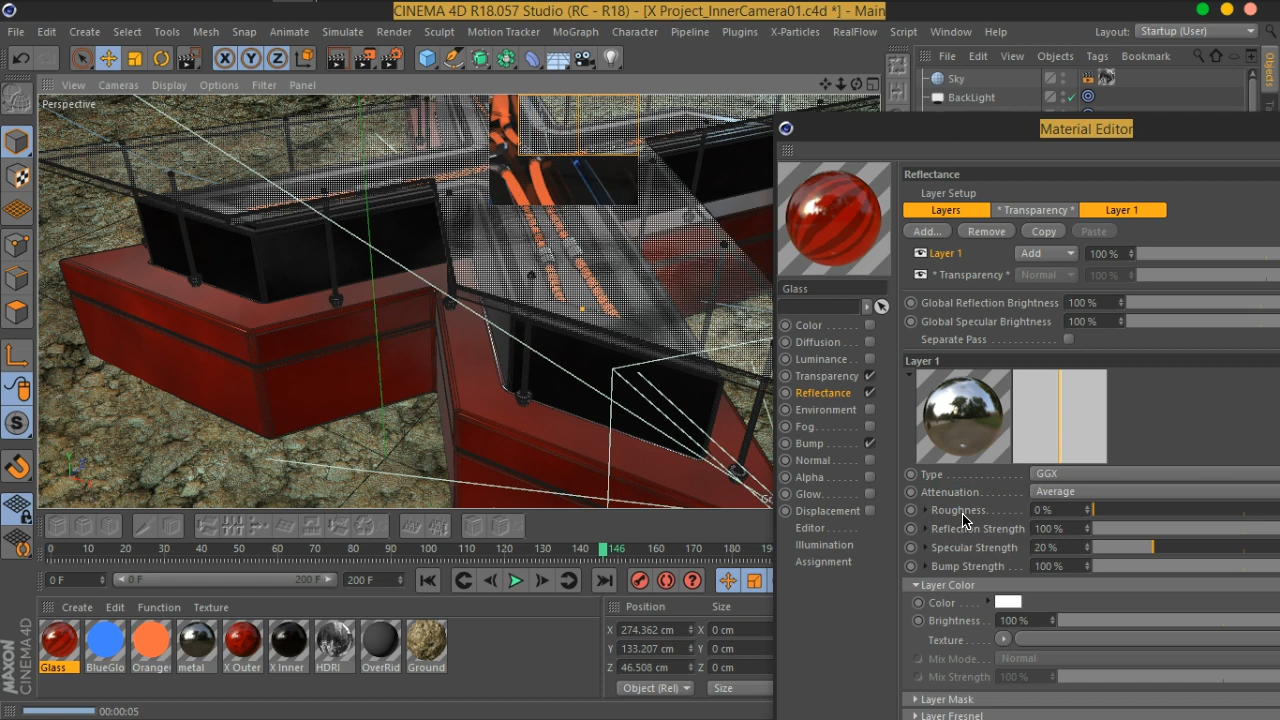 CINEMA 4D R18.057 Studio (RC - R18) - [X Project_InnerCamera01.c4d *] - Main
File Edit Create Select Tools Mesh Snap Animate Simulate Render Sculpt Motion Tracker MoGraph Character Pipeline Plugins X-Particles RealFlow Script Window Help Layout: Startup (User)
X Y Z File Edit View Objects Tags Bookmark
View Cameras Display Options Filter Panel
Sky
Perspective
BackLight
Objects
Material Editor
Reflectance
Layer Setup
Layers * Transparency * Layer 1
Add... Remove Copy Paste
Layer 1 Add 100 %
* Transparency * Normal 100 %
Glass
Global Reflection Brightness 100 %
Global Specular Brightness 100 %
Separate Pass
Color
Diffusion
Luminance
Transparency
Reflectance
Environment
Fog
Bump
Normal
Alpha
Glow
Displacement
Editor
Illumination
Assignment
Layer 1
Type GGX
Attenuation Average
Roughness 0 %
Reflection Strength 100 %
Specular Strength 20 %
Bump Strength 100 %
Layer Color
Color
Brightness 100 %
Texture
Mix Mode Normal
Mix Strength 100 %
Layer Mask
Layer Fresnel
0 10 20 30 40 50 60 70 80 90 100 110 120 130 146 160 170 180
0 F 0 F 200 F 200 F
Create Edit Function Texture
Position Size
X 274.362 cm X 0 cm
Y 133.207 cm Y 0 cm
Z 46.508 cm Z 0 cm
Object (Rel) Size
Glass BlueGlo Orange metal X Outer X Inner HDRI OverRid Ground
MAXON CINEMA 4D
00:00:05